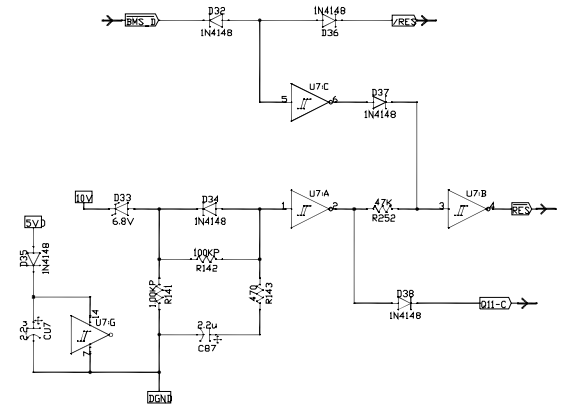 D32
1N4148
BMS_D
1N4148
D36
/RES
U7:C
5
6
D37
1N4148
10V
D33
6.8V
D34
1N4148
U7:A
1
2
47K
R252
U7:B
3
4
RES
5V
D35
1N4148
100KP
R142
100KP
R141
470
R143
D38
1N4148
Q11-C
2.2u
CU7
14
U7:G
7
2.2u
C87
DGND